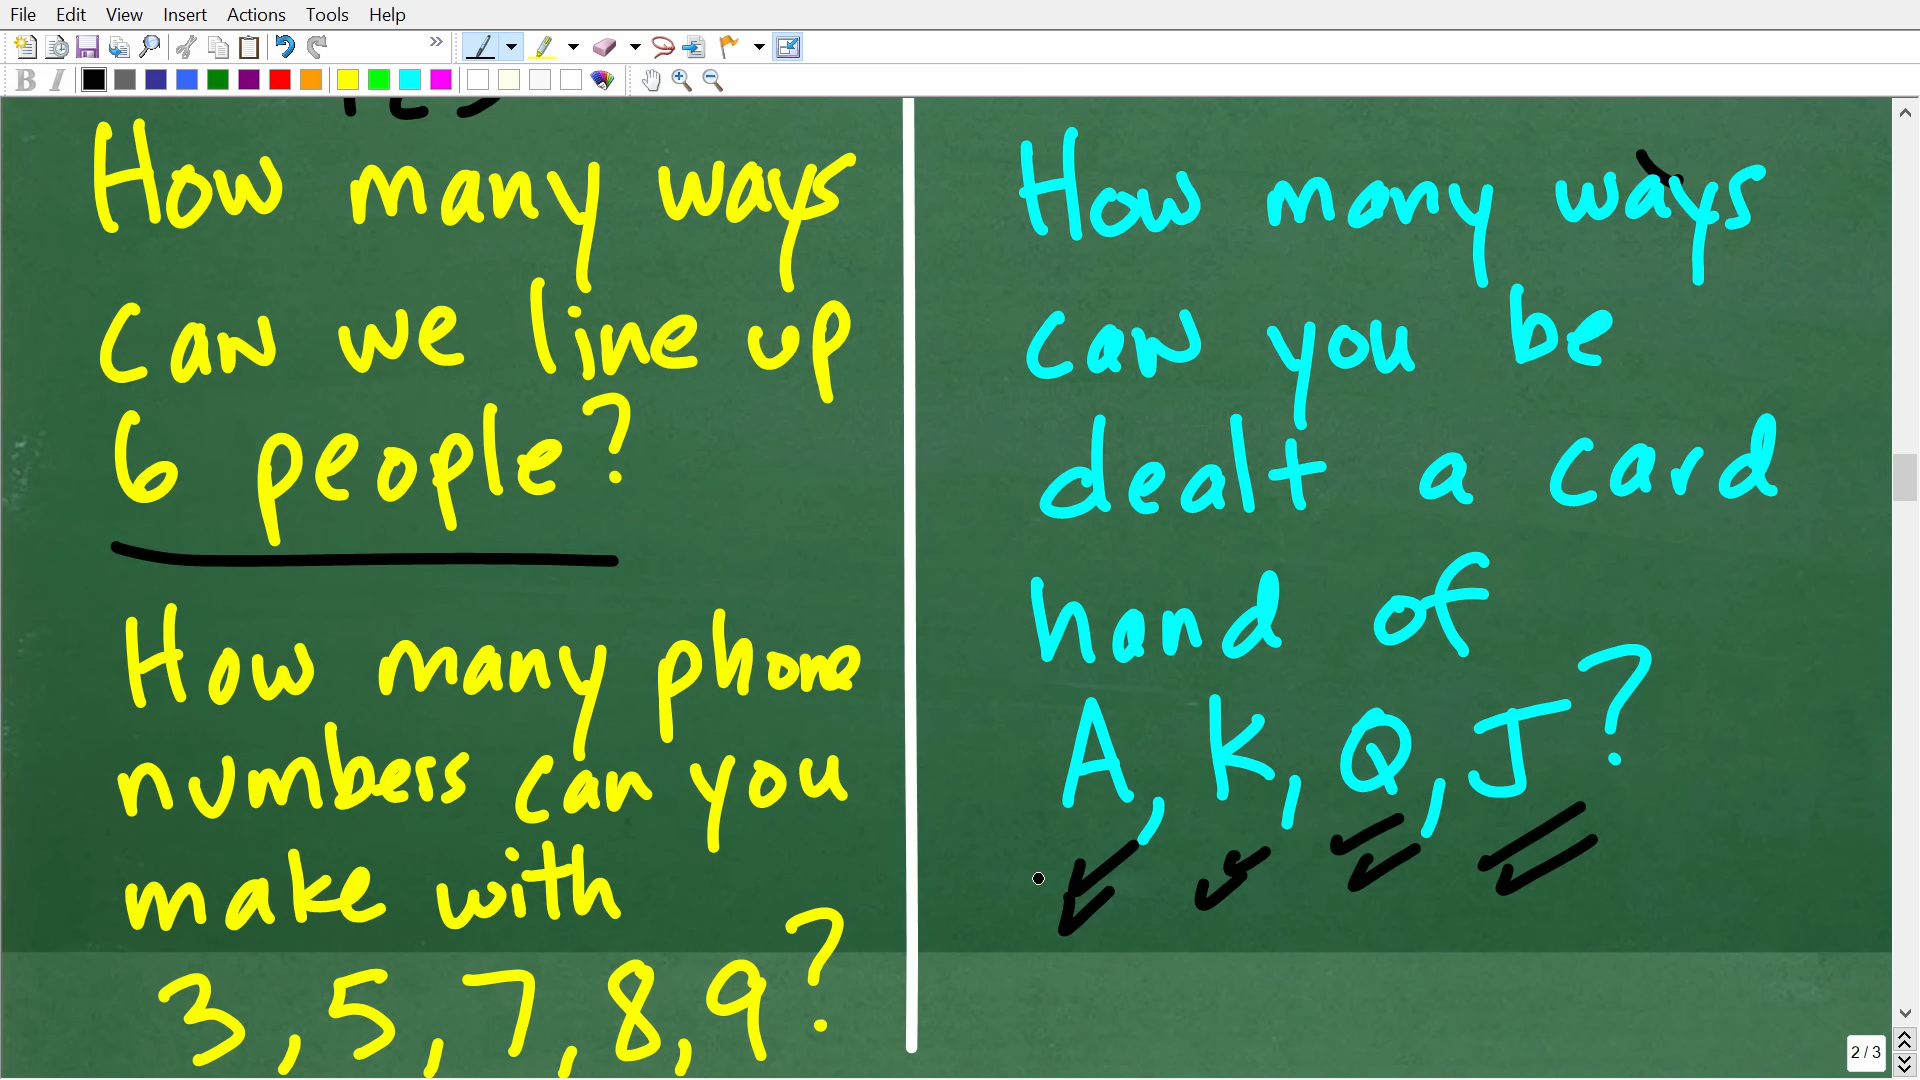 File Edit View Insert Actions Tools Help
B I
How many ways
can we line up
6 people?
How many phone
numbers can you
make with
3, 5, 7, 8, 9?
How many ways
can you be
dealt a card
hand of
A, K, Q, J?
2 / 3